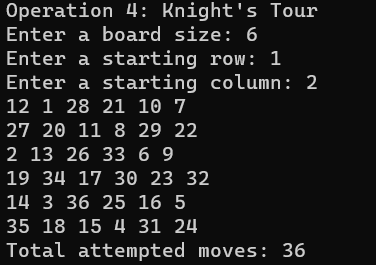 Operation 4: Knight's Tour
Enter a board size: 6
Enter a starting row: 1
Enter a starting column: 2
12 1 28 21 10 7
27 20 11 8 29 22
2 13 26 33 6 9
19 34 17 30 23 32
14 3 36 25 16 5
35 18 15 4 31 24
Total attempted moves: 36